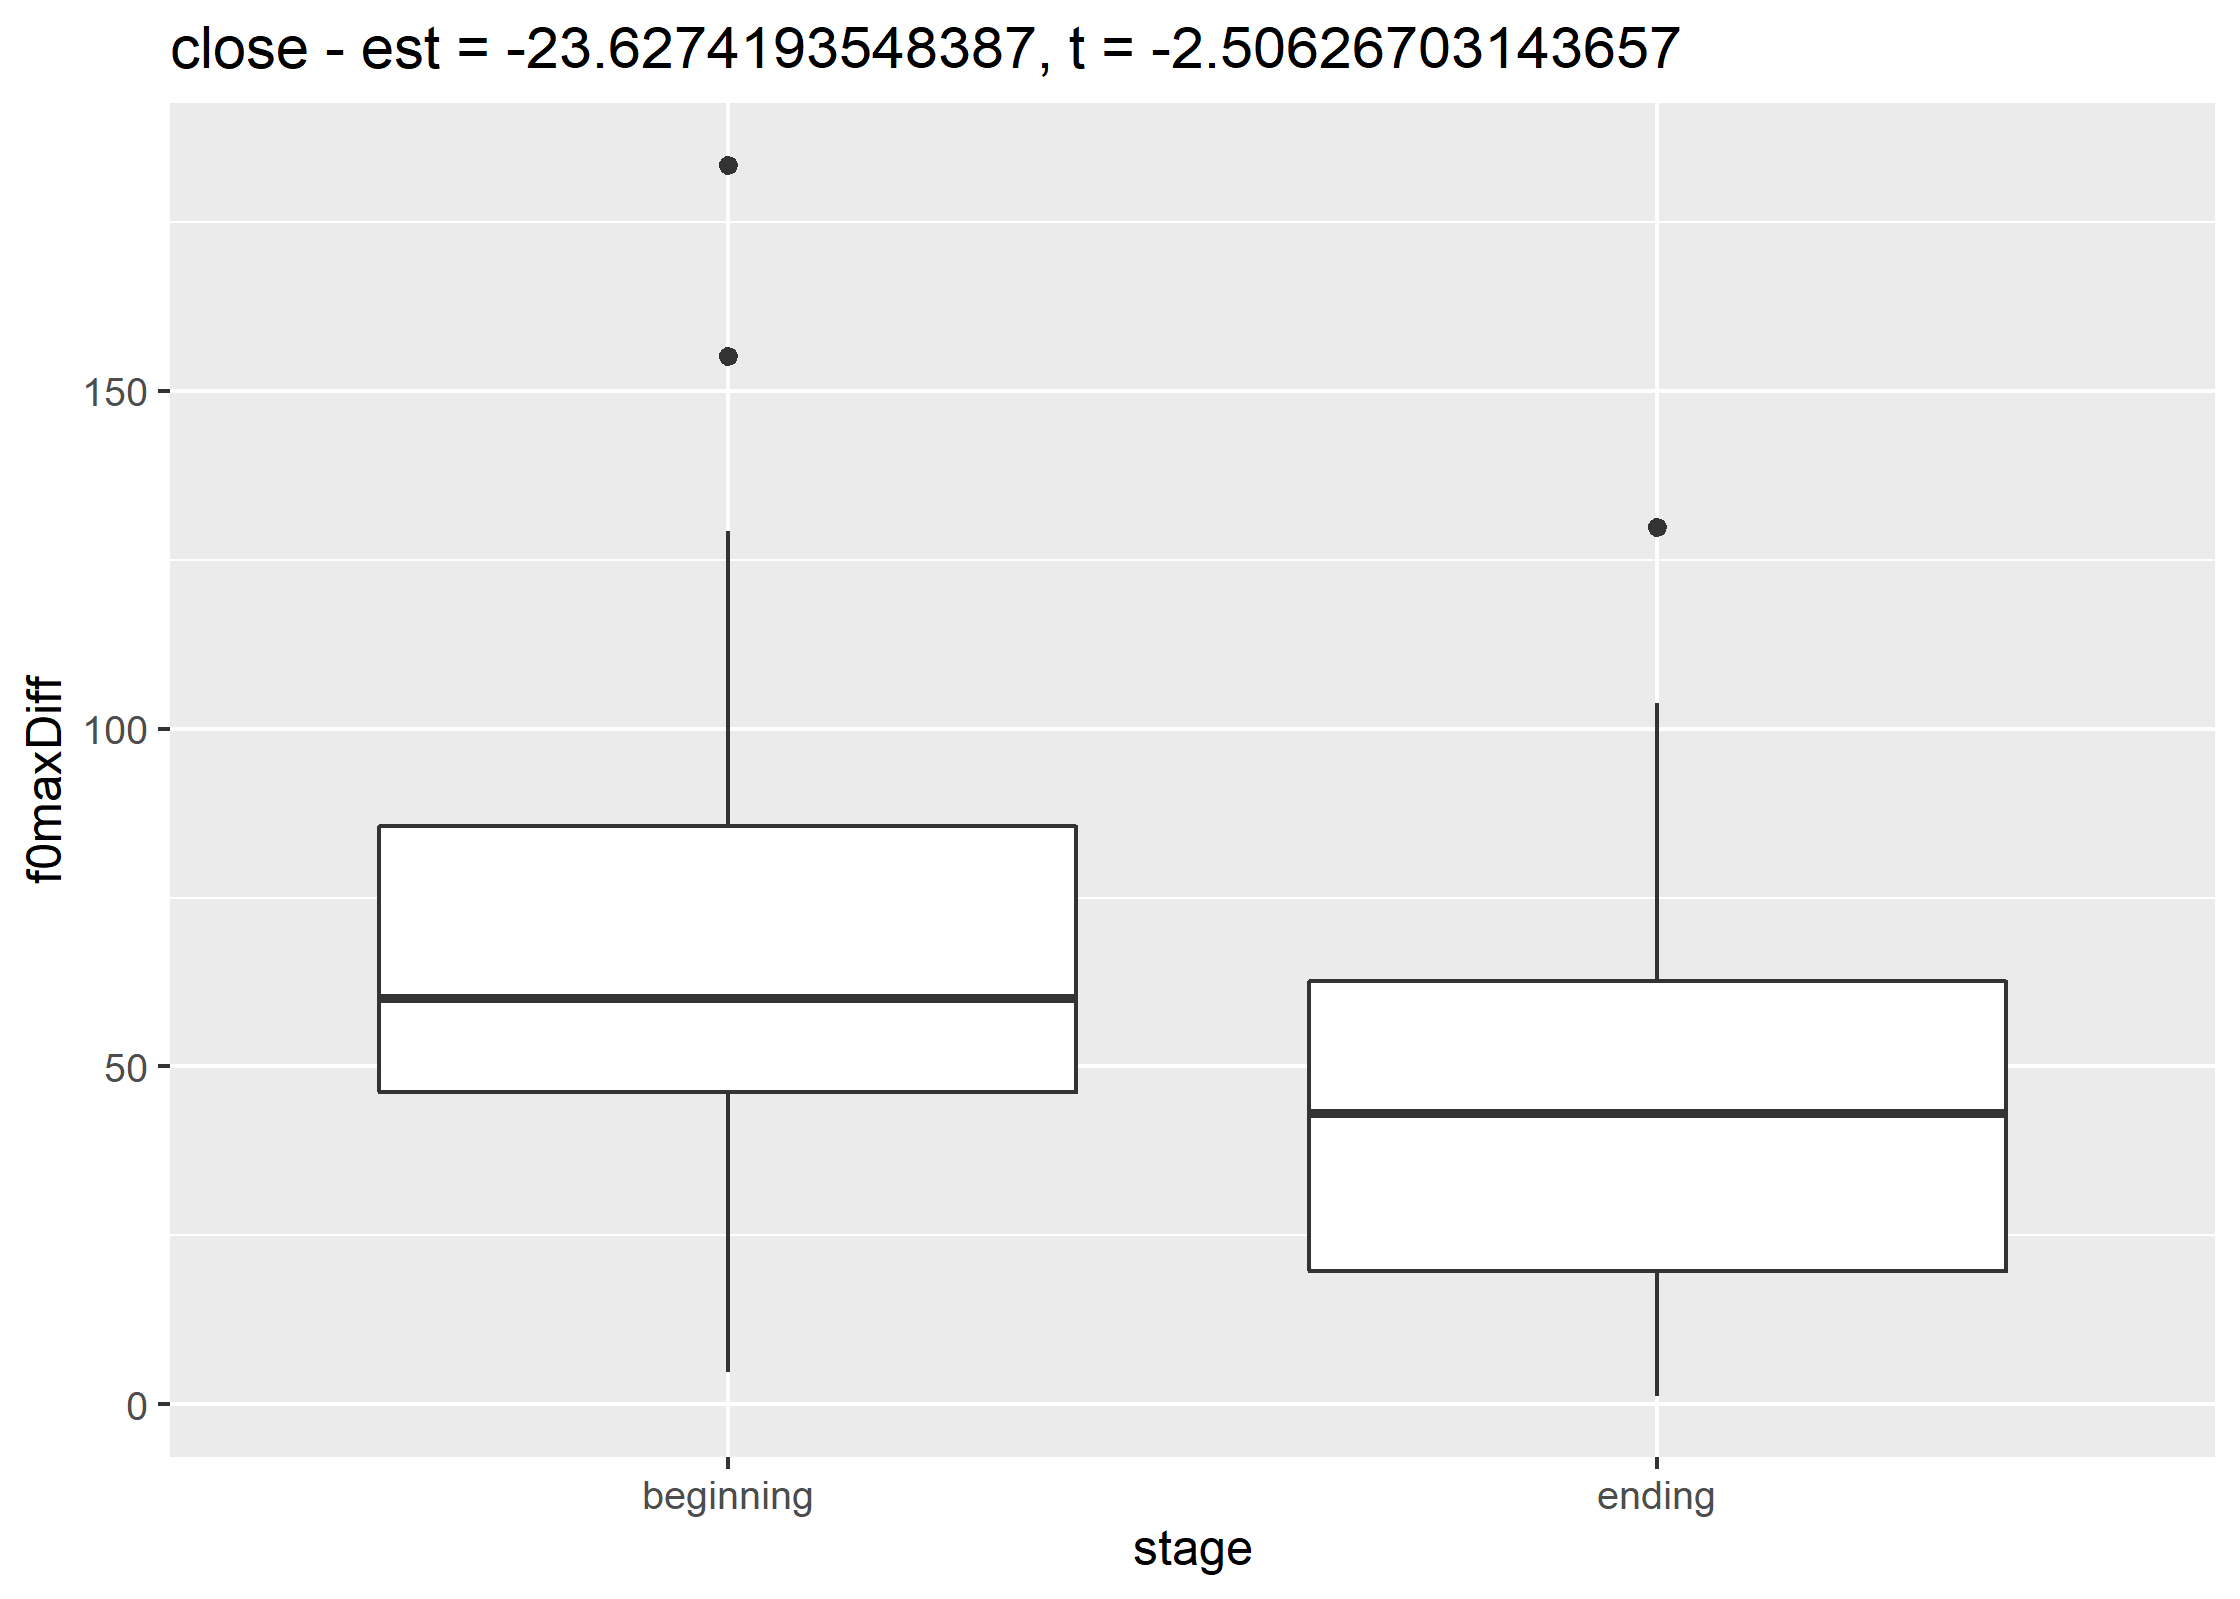 close - est = -23.6274193548387, t = -2.50626703143657
f0maxDiff
150
100
50
0
beginning
ending
stage